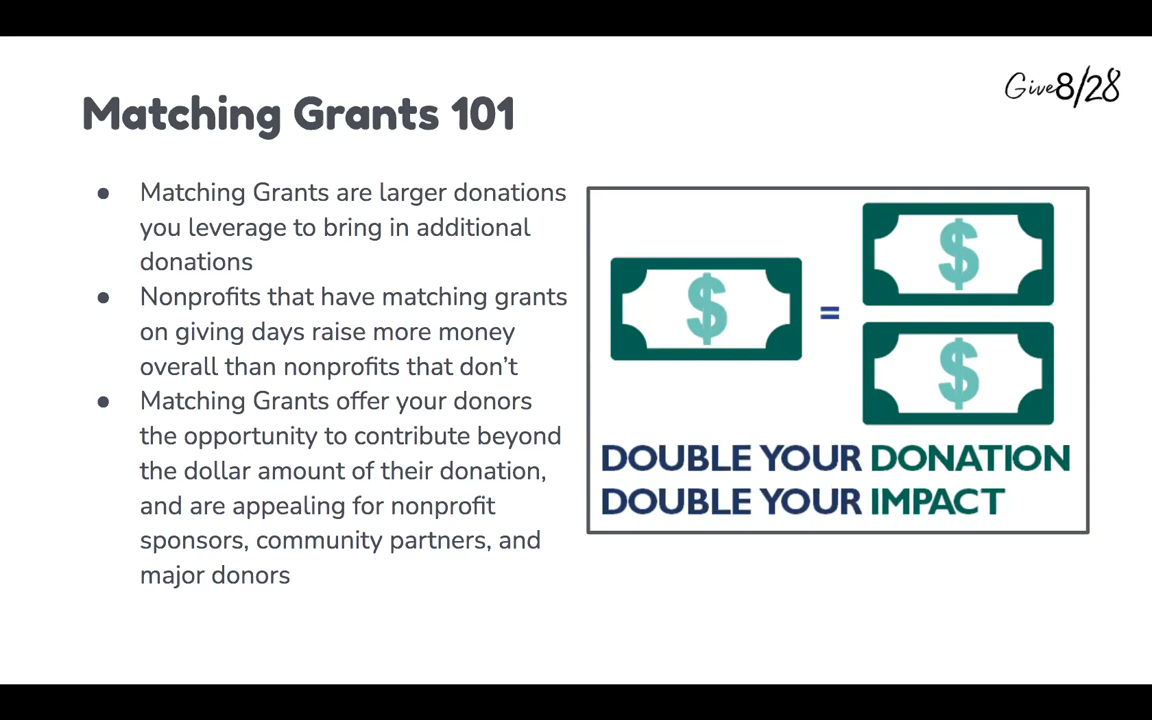 Give8/28
Matching Grants 101
● Matching Grants are larger donations
you leverage to bring in additional
donations
● Nonprofits that have matching grants
on giving days raise more money
overall than nonprofits that don’t
● Matching Grants offer your donors
the opportunity to contribute beyond
the dollar amount of their donation,
and are appealing for nonprofit
sponsors, community partners, and
major donors
$ = $
$
DOUBLE YOUR DONATION
DOUBLE YOUR IMPACT